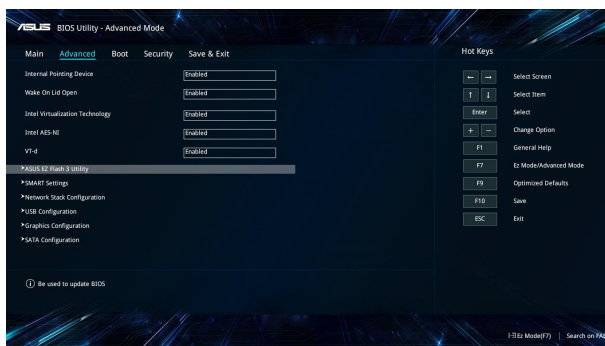 ASUS BIOS Utility - Advanced Mode
Main Advanced Boot Security Save & Exit
Internal Pointing Device Enabled
Wake On Lid Open Enabled
Intel Virtualization Technology Enabled
Intel AES-NI Enabled
VT-d Enabled
ASUS EZ Flash 3 Utility
SMART Settings
Network Stack Configuration
USB Configuration
Graphics Configuration
SATA Configuration
Be used to update BIOS
Hot Keys
← → Select Screen
↑ ↓ Select Item
Enter Select
+ - Change Option
F1 General Help
F7 Ez Mode/Advanced Mode
F9 Optimized Defaults
F10 Save
ESC Exit
Ez Mode(F7) | Search on FAQ